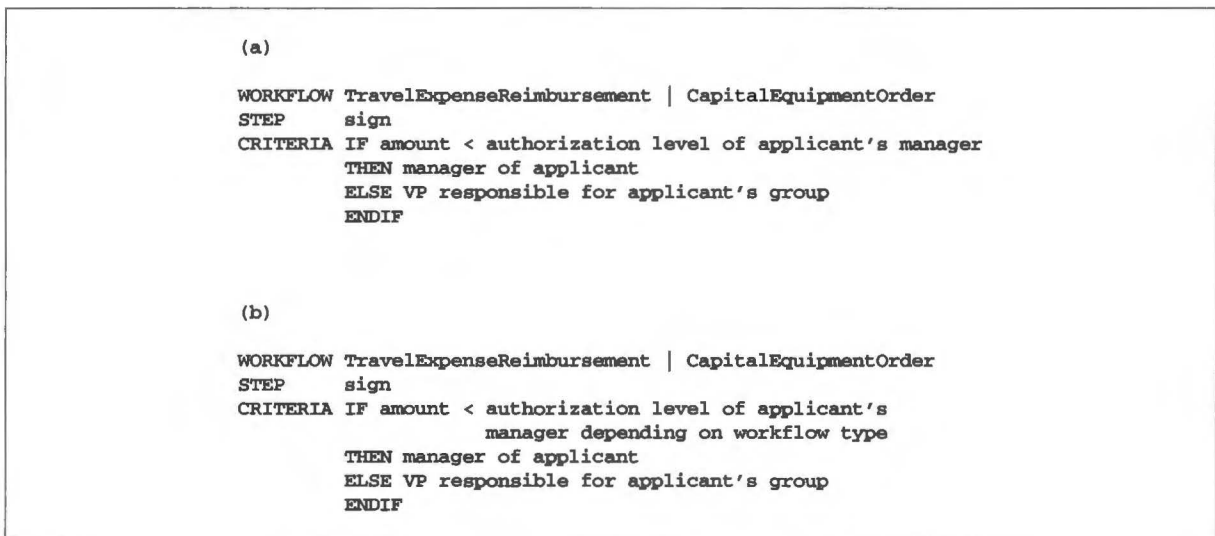 (a)
WORKFLOW TravelExpenseReimbursement | CapitalEquipmentOrder
STEP sign
CRITERIA IF amount < authorization level of applicant's manager
THEN manager of applicant
ELSE VP responsible for applicant's group
ENDIF
(b)
WORKFLOW TravelExpenseReimbursement | CapitalEquipmentOrder
STEP sign
CRITERIA IF amount < authorization level of applicant's
manager depending on workflow type
THEN manager of applicant
ELSE VP responsible for applicant's group
ENDIF